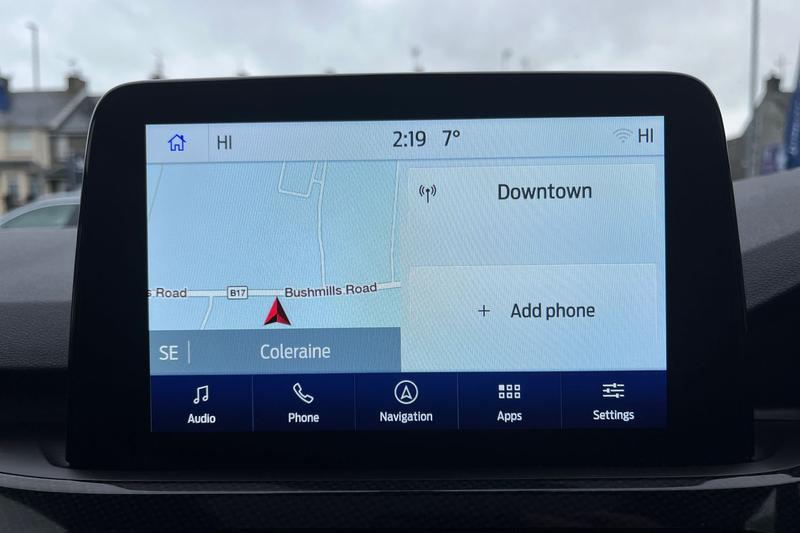 HI 2:19 7° HI
Downtown
s Road B17 Bushmills Road
+ Add phone
SE Coleraine
Audio Phone Navigation Apps Settings